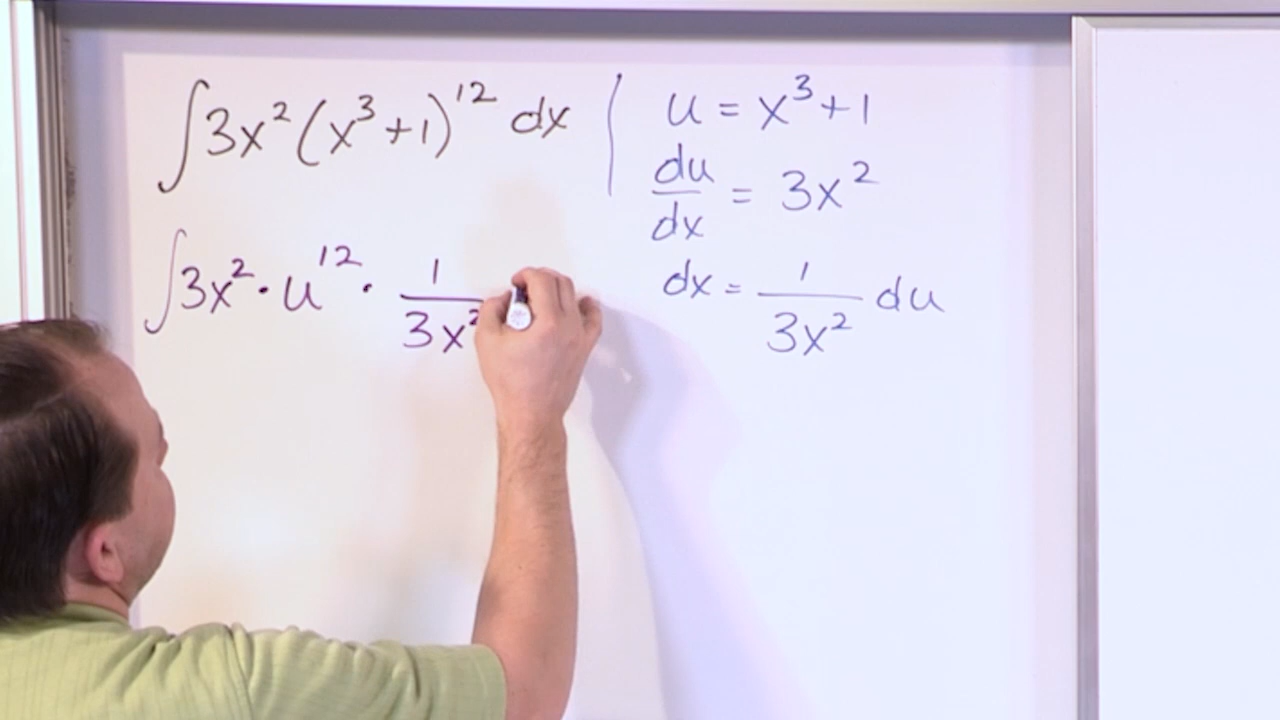 ∫3x²(x³+1)¹² dx
∫3x²·u¹²·1/3x²
u = x³+1
du/dx = 3x²
dx = 1/3x² du